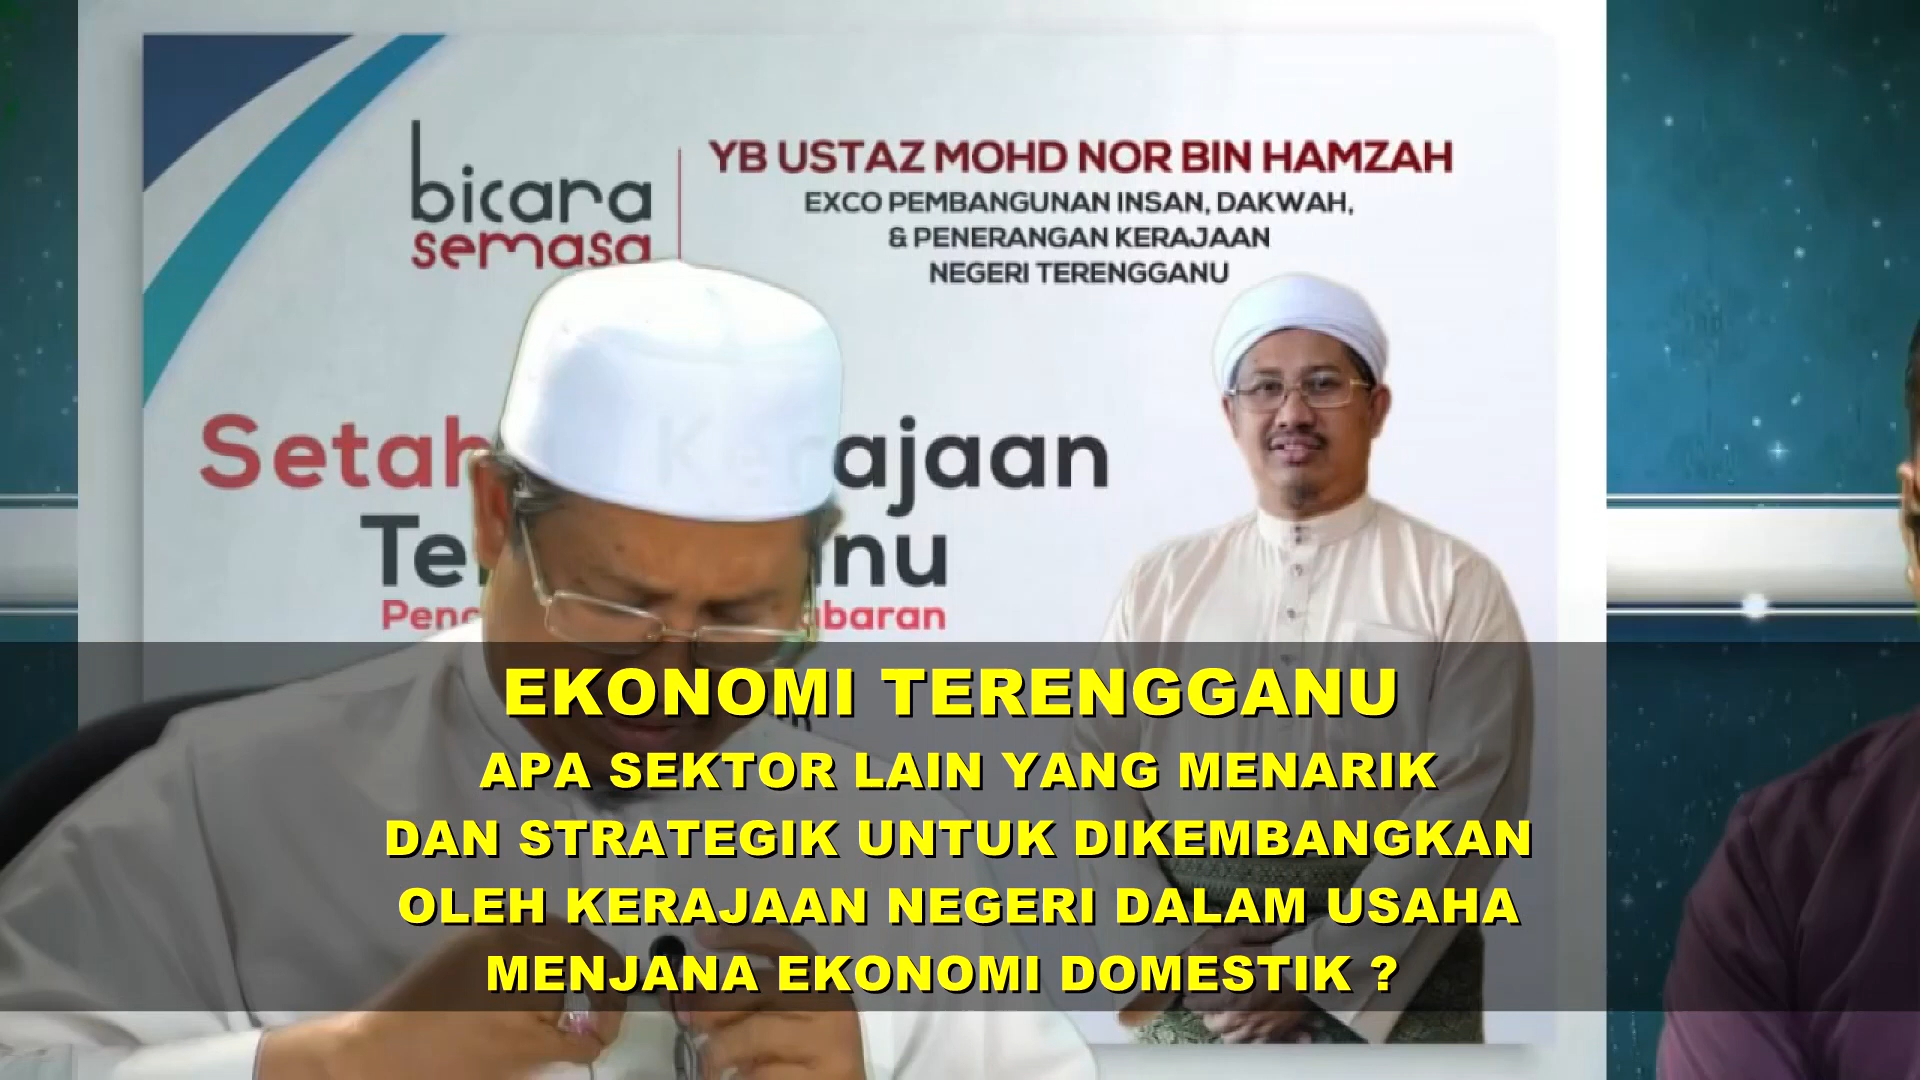 bicara
semasa
YB USTAZ MOHD NOR BIN HAMZAH
EXCO PEMBANGUNAN INSAN, DAKWAH,
& PENERANGAN KERAJAAN
NEGERI TERENGGANU
Kerajaan
EKONOMI TERENGGANU
APA SEKTOR LAIN YANG MENARIK
DAN STRATEGIK UNTUK DIKEMBANGKAN
OLEH KERAJAAN NEGERI DALAM USAHA
MENJANA EKONOMI DOMESTIK ?